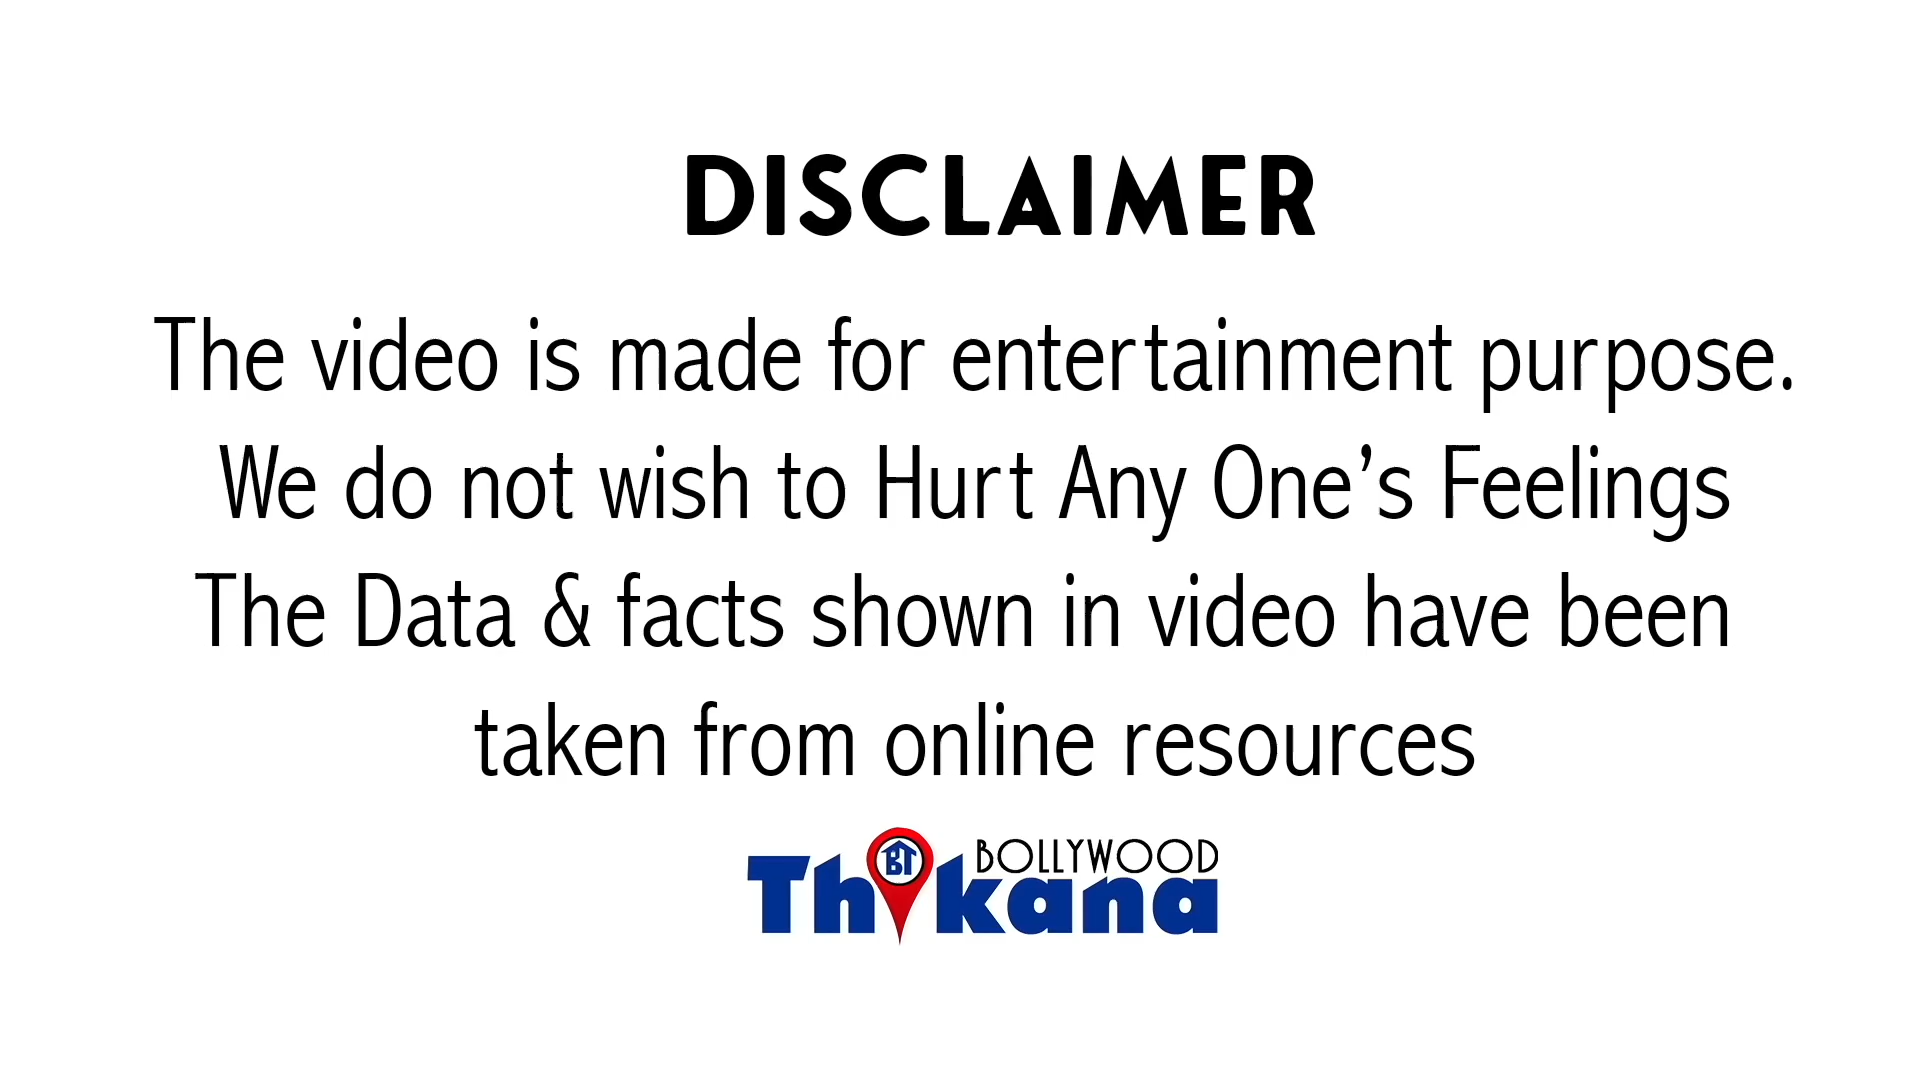 DISCLAIMER
The video is made for entertainment purpose.
We do not wish to Hurt Any One’s Feelings
The Data & facts shown in video have been
taken from online resources
BT
BOLLYWOOD
Thikana